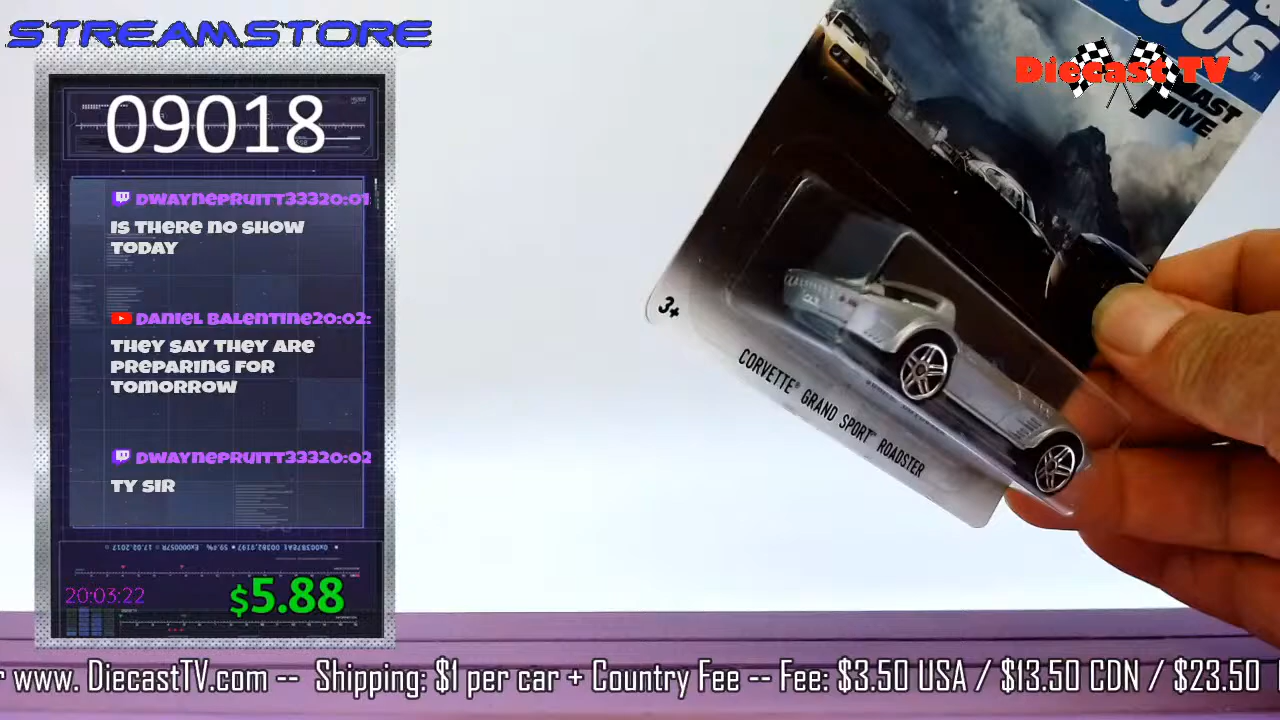 STREAMSTORE
09018
DWAYNEPRUITT33320:01
IS THERE NO SHOW
TODAY
DANIEL BALENTINE20:02:
THEY SAY THEY ARE
PREPARING FOR
TOMORROW
DWAYNEPRUITT33320:02
TY SIR
20:03:22
$5.88
OUS™
Diecast TV
FAST
FIVE
3+
CORVETTE® GRAND SPORT™ ROADSTER
www. DiecastTV.com -- Shipping: $1 per car + Country Fee -- Fee: $3.50 USA / $13.50 CDN / $23.50